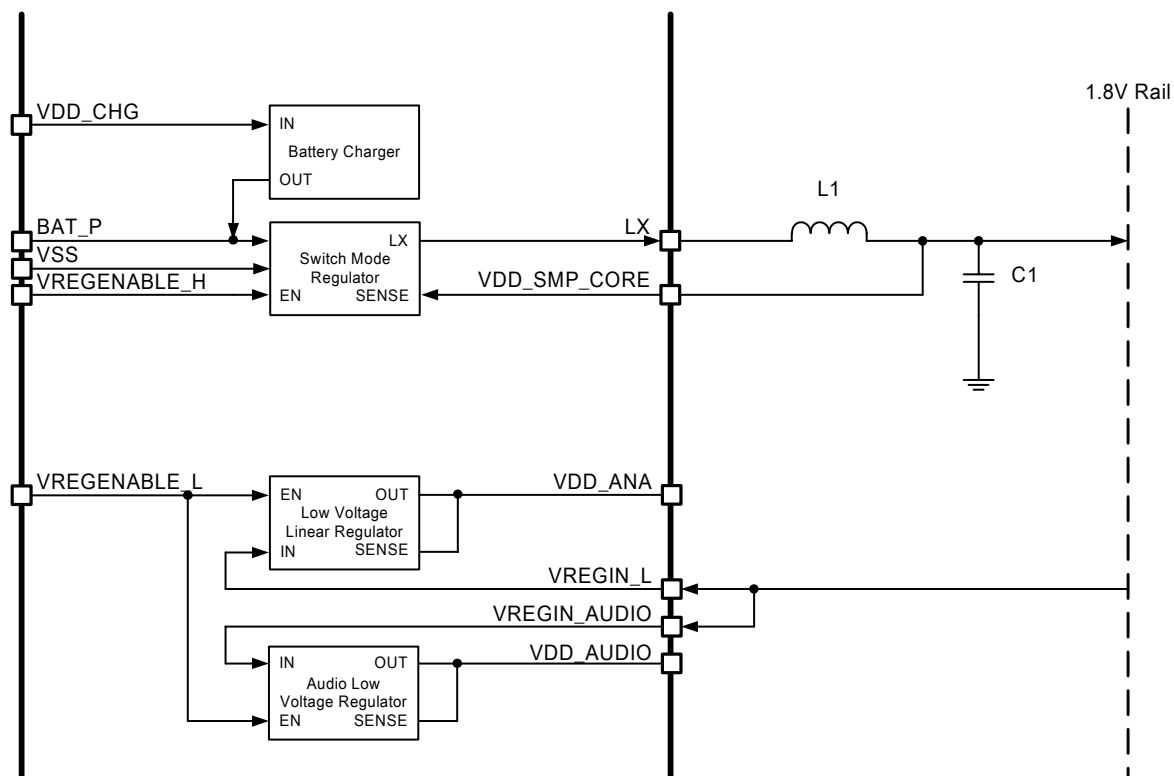 1.8V Rail
VDD_CHG
IN
Battery Charger
OUT
L1
BAT_P
LX
LX
VSS
Switch Mode
Regulator
VREGENABLE_H
EN
SENSE
VDD_SMP_CORE
C1
VREGENABLE_L
EN
OUT
VDD_ANA
Low Voltage
Linear Regulator
IN
SENSE
VREGIN_L
VREGIN_AUDIO
IN
OUT
VDD_AUDIO
Audio Low
Voltage Regulator
EN
SENSE